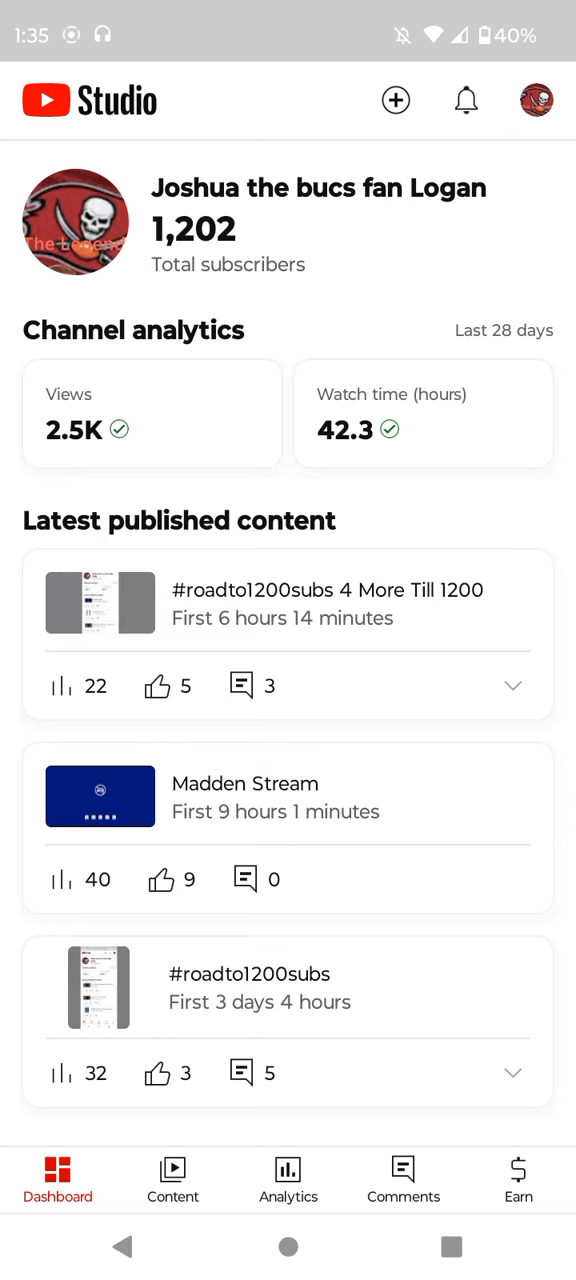 1:35
40%
Studio
Joshua the bucs fan Logan
1,202
Total subscribers
The Legend
Channel analytics
Last 28 days
Views
2.5K
Watch time (hours)
42.3
Latest published content
#roadto1200subs 4 More Till 1200
First 6 hours 14 minutes
22
5
3
Madden Stream
First 9 hours 1 minutes
40
9
0
#roadto1200subs
First 3 days 4 hours
32
3
5
Dashboard
Content
Analytics
Comments
Earn